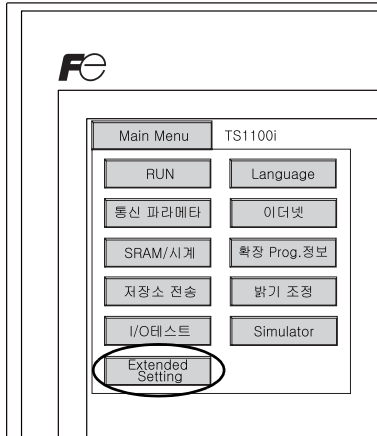 Fe
Main Menu TS1100i
RUN Language
통신 파라메타 이더넷
SRAM/시계 확장 Prog.정보
저장소 전송 밝기 조정
I/O테스트 Simulator
Extended
Setting